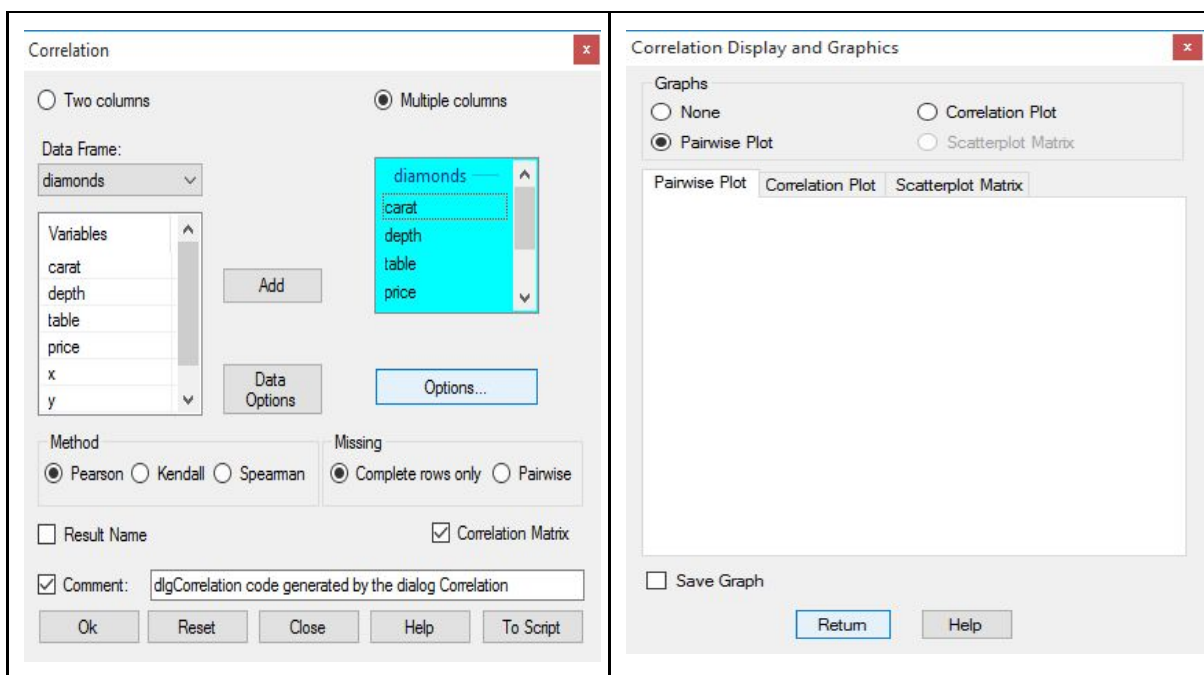 Correlation
x
Two columns
Multiple columns
Data Frame:
diamonds
Variables
carat
depth
table
price
x
y
Add
Data
Options
diamonds
carat
depth
table
price
Options...
Method
Pearson
Kendall
Spearman
Missing
Complete rows only
Pairwise
Result Name
Correlation Matrix
Comment:
dlgCorrelation code generated by the dialog Correlation
Ok
Reset
Close
Help
To Script
Correlation Display and Graphics
x
Graphs
None
Correlation Plot
Pairwise Plot
Scatterplot Matrix
Pairwise Plot
Correlation Plot
Scatterplot Matrix
Save Graph
Return
Help